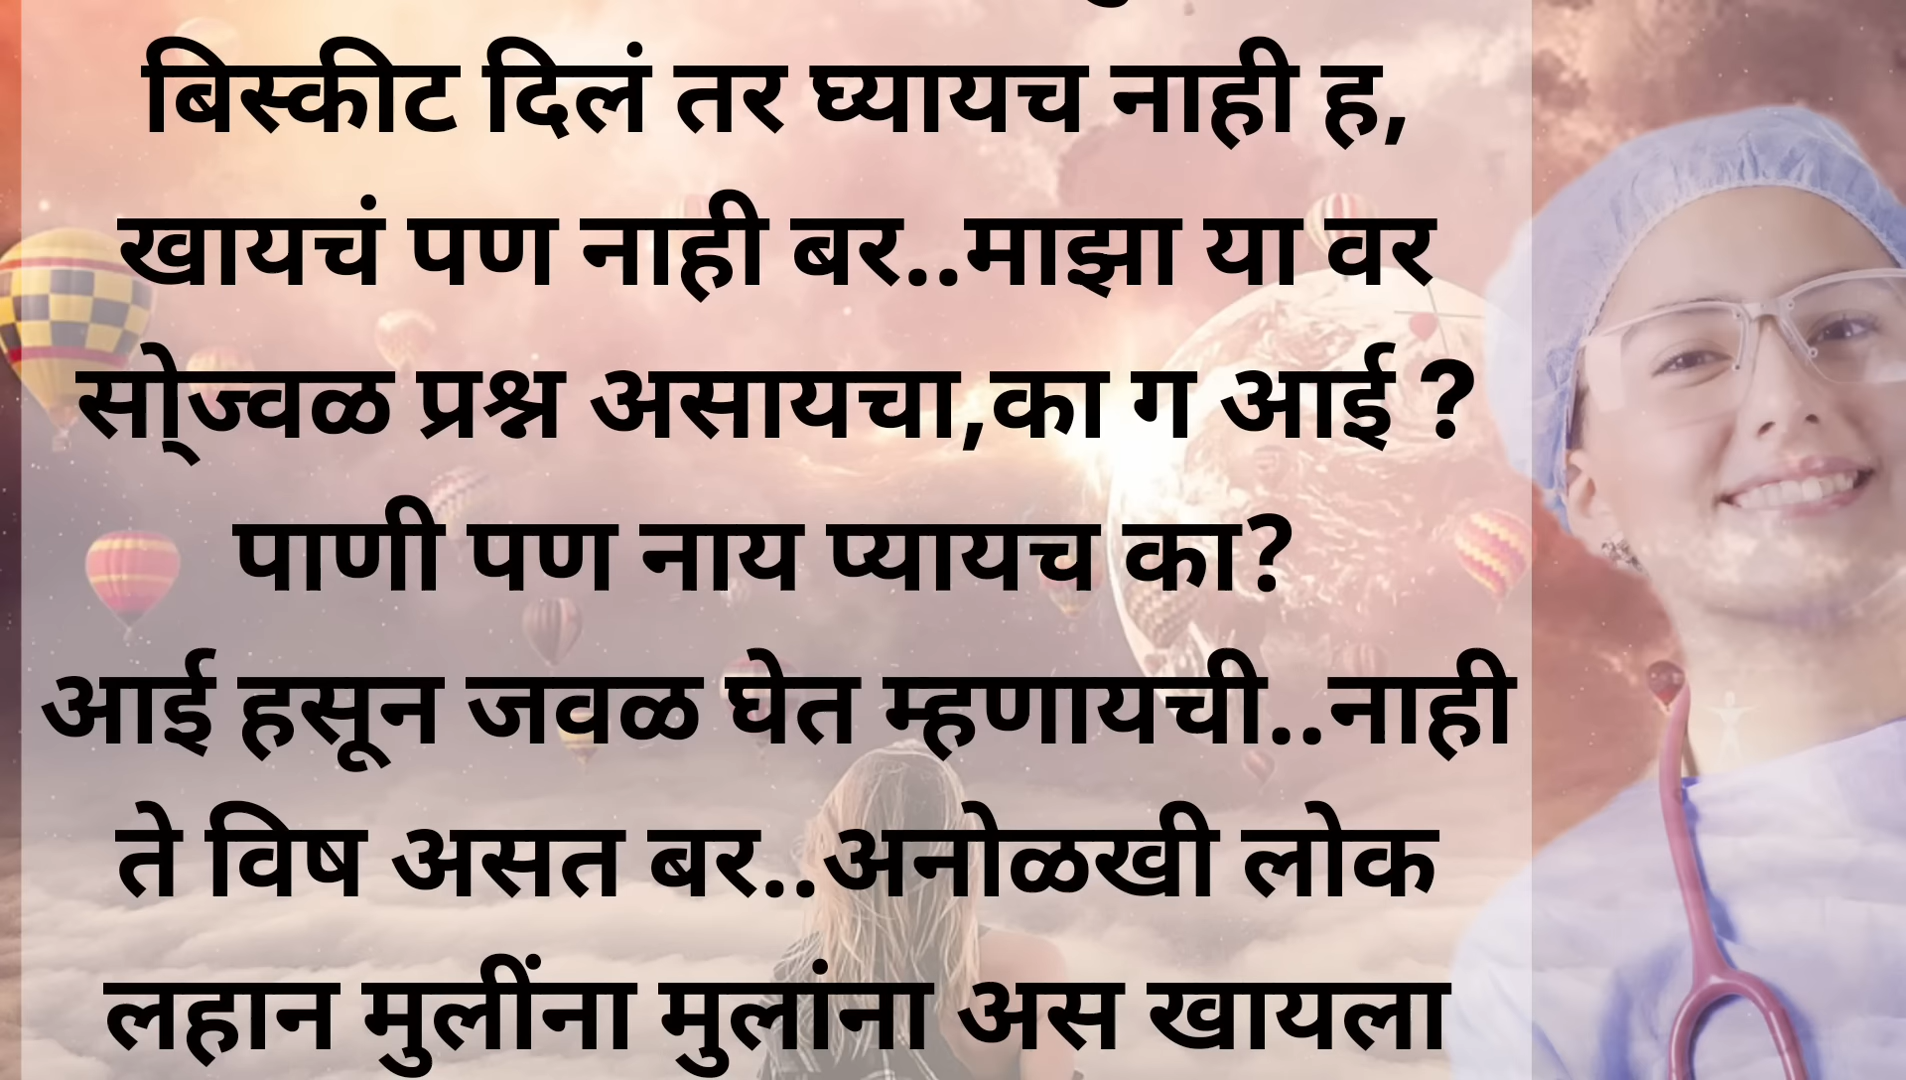 बिस्कीट दिलं तर घ्यायच नाही ह,
खायचं पण नाही बर..माझा या वर
सो्ज्वळ प्रश्न असायचा,का ग आई ?
पाणी पण नाय प्यायच का?
आई हसून जवळ घेत म्हणायची..नाही
ते विष असत बर..अनोळखी लोक
लहान मुलींना मुलांना अस खायला